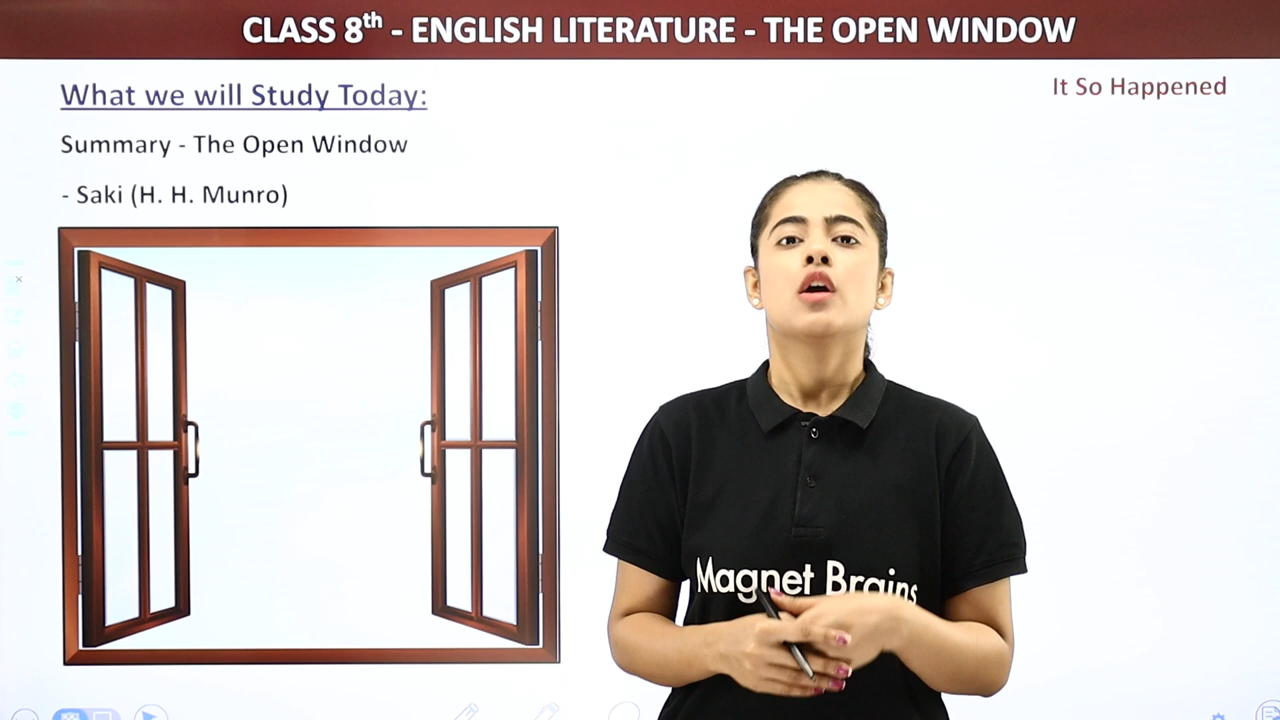 CLASS 8th - ENGLISH LITERATURE - THE OPEN WINDOW
What we will Study Today:
It So Happened
Summary - The Open Window
- Saki (H. H. Munro)
Magnet Brains